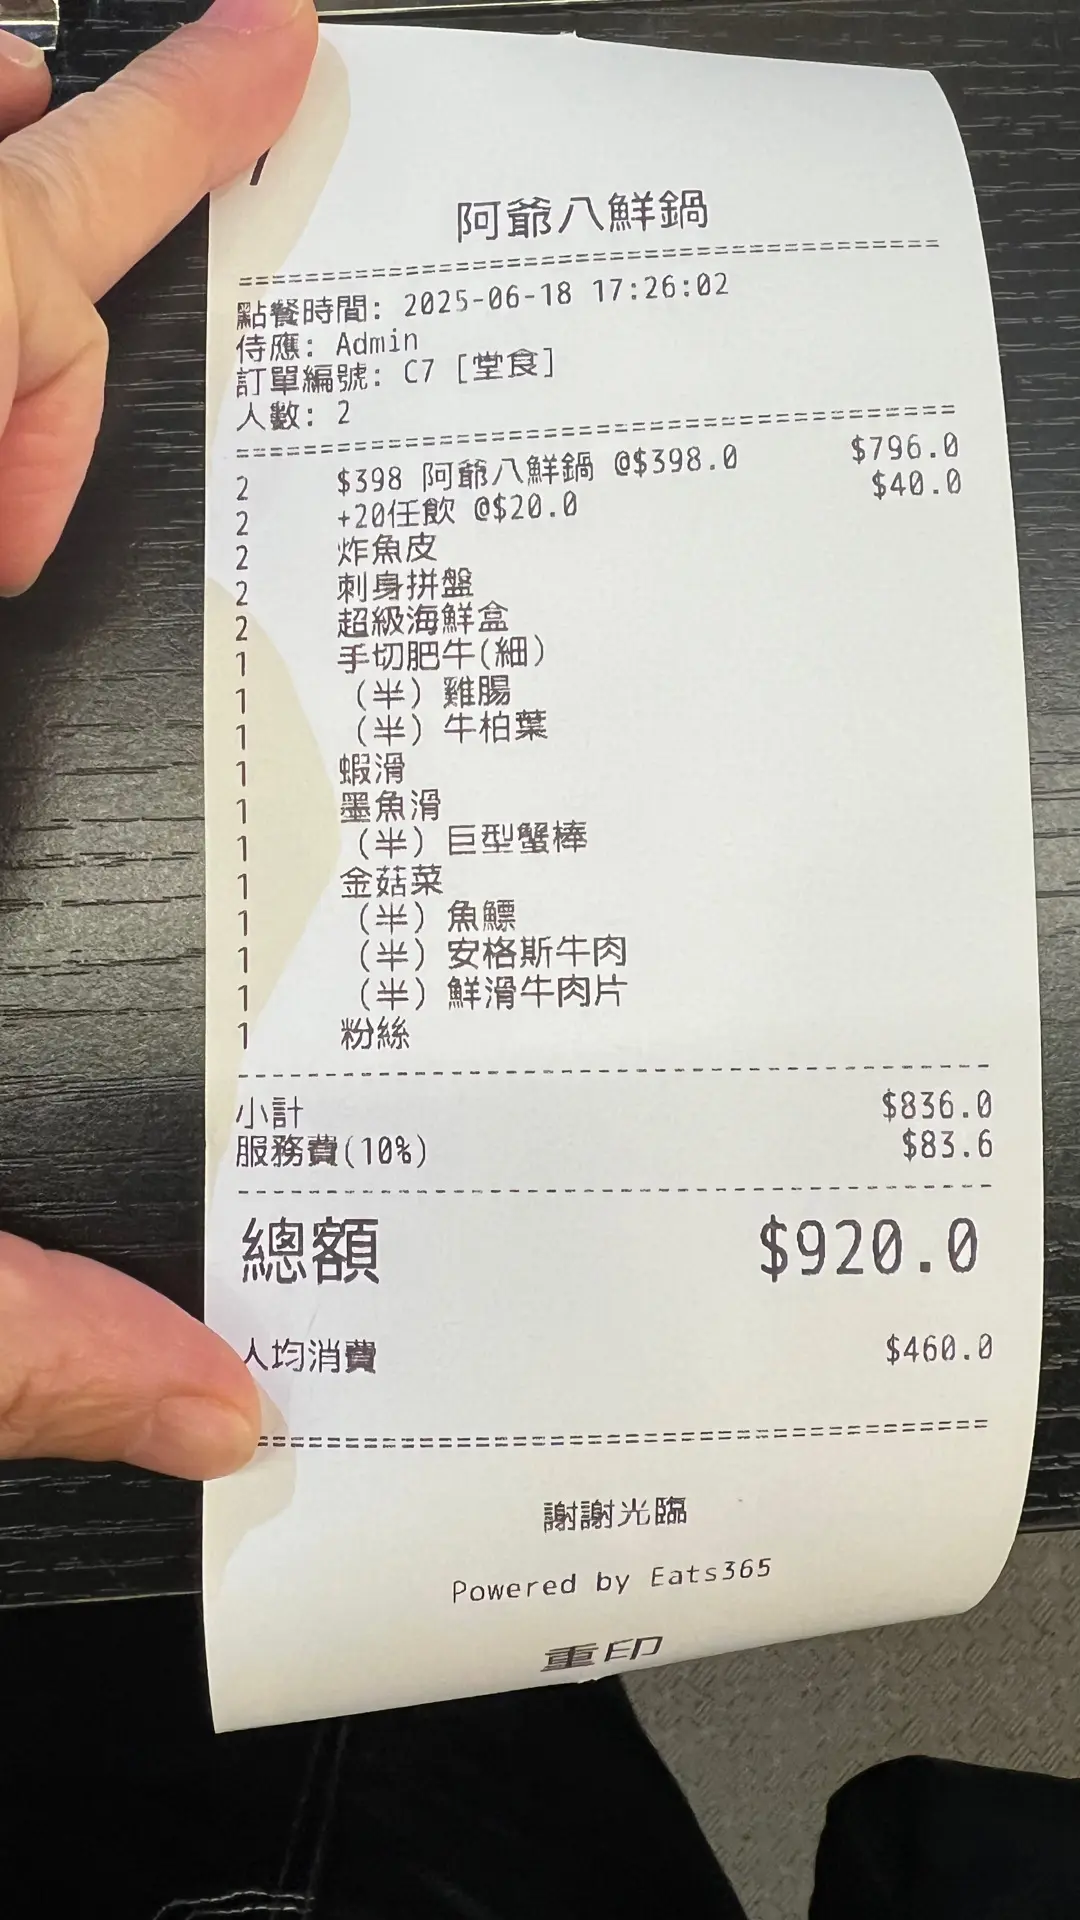 阿爺八鮮鍋
========================================
點餐時間: 2025-06-18 17:26:02
侍應: Admin
訂單編號: C7 [堂食]
人數: 2
========================================
2 $398 阿爺八鮮鍋 @$398.0 $796.0
2 +20任飲 @$20.0 $40.0
2 炸魚皮
2 刺身拼盤
2 超級海鮮盒
1 手切肥牛(細)
1 (半) 雞腸
1 (半) 牛柏葉
1 蝦滑
1 墨魚滑
1 (半) 巨型蟹棒
1 金菇菜
1 (半) 魚鰾
1 (半) 安格斯牛肉
1 (半) 鮮滑牛肉片
1 粉絲
----------------------------------------
小計 $836.0
服務費(10%) $83.6
----------------------------------------
總額 $920.0
人均消費 $460.0
========================================
謝謝光臨
Powered by Eats365
重印